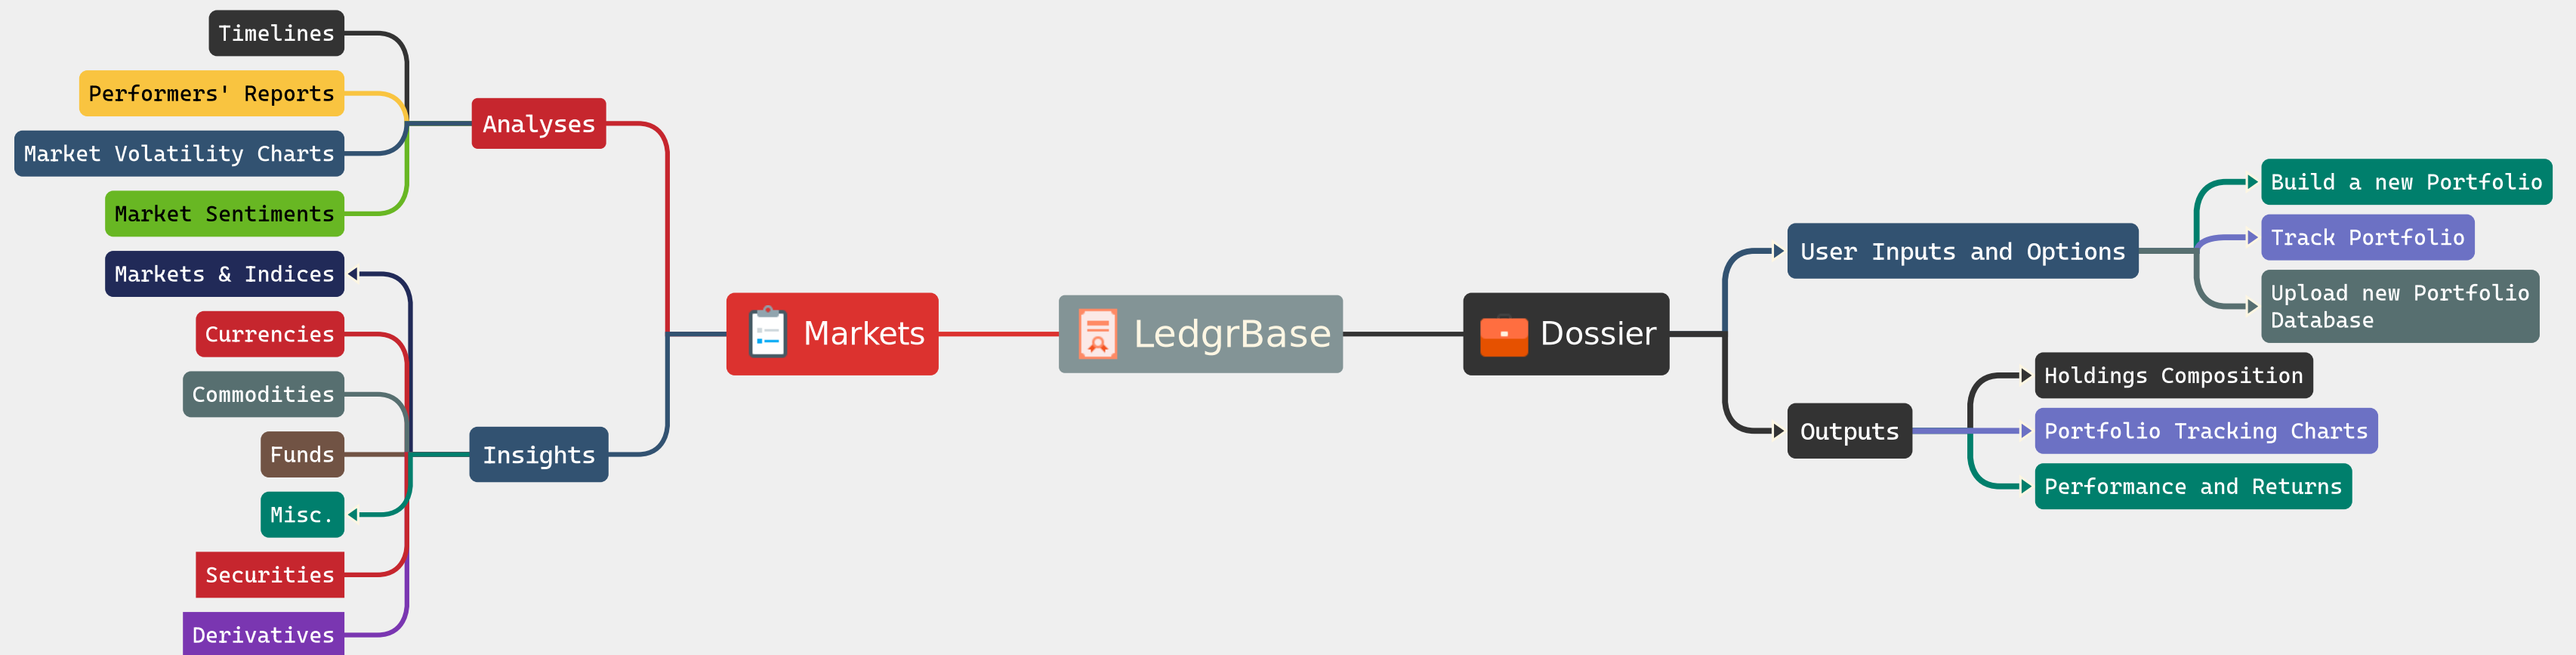 Timelines
Performers' Reports
Market Volatility Charts
Market Sentiments
Analyses
Markets & Indices
Currencies
Commodities
Funds
Misc.
Securities
Derivatives
Insights
Markets
LedgrBase
Dossier
User Inputs and Options
Build a new Portfolio
Track Portfolio
Upload new Portfolio
Database
Outputs
Holdings Composition
Portfolio Tracking Charts
Performance and Returns